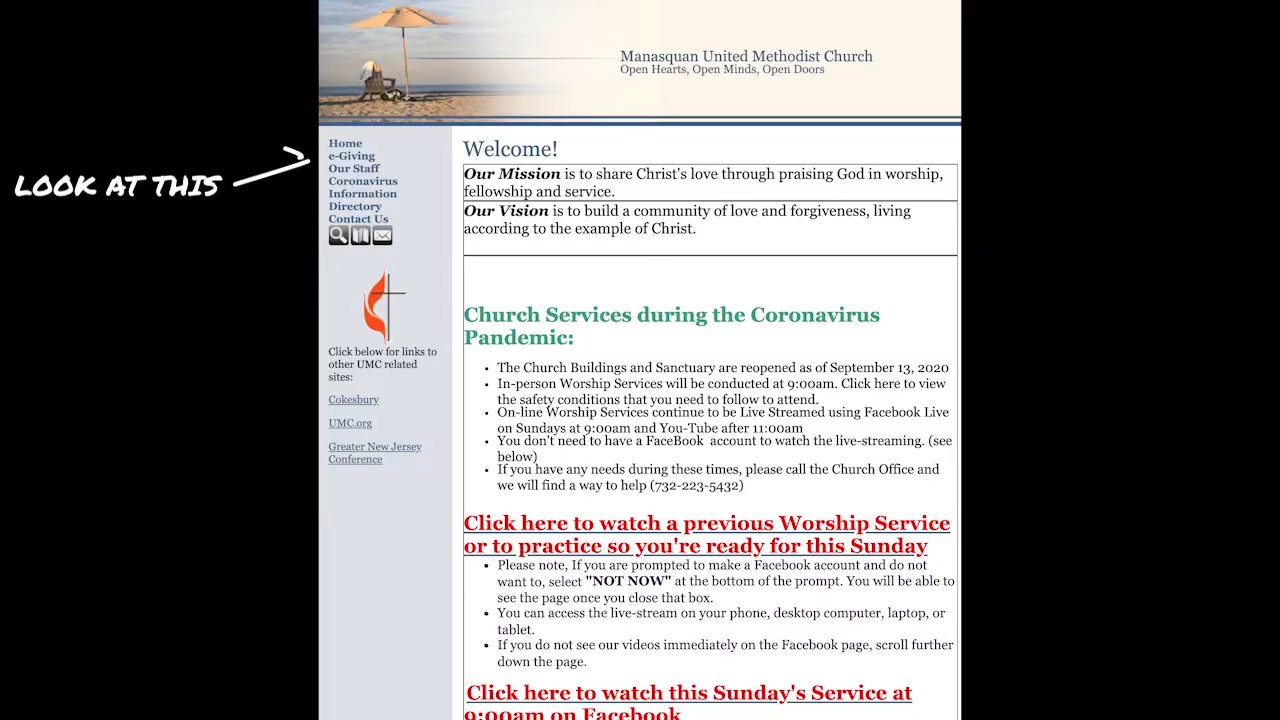 Manasquan United Methodist Church
Open Hearts, Open Minds, Open Doors
LOOK AT THIS
Home
e-Giving
Our Staff
Coronavirus
Information
Directory
Contact Us
Click below for links to
other UMC related
sites:
Cokesbury
UMC.org
Greater New Jersey
Conference
Welcome!
Our Mission is to share Christ's love through praising God in worship,
fellowship and service.
Our Vision is to build a community of love and forgiveness, living
according to the example of Christ.
Church Services during the Coronavirus
Pandemic:
• The Church Buildings and Sanctuary are reopened as of September 13, 2020
• In-person Worship Services will be conducted at 9:00am. Click here to view
the safety conditions that you need to follow to attend.
• On-line Worship Services continue to be Live Streamed using Facebook Live
on Sundays at 9:00am and You-Tube after 11:00am
• You don't need to have a FaceBook account to watch the live-streaming. (see
below)
• If you have any needs during these times, please call the Church Office and
we will find a way to help (732-223-5432)
Click here to watch a previous Worship Service
or to practice so you're ready for this Sunday
• Please note, If you are prompted to make a Facebook account and do not
want to, select "NOT NOW" at the bottom of the prompt. You will be able to
see the page once you close that box.
• You can access the live-stream on your phone, desktop computer, laptop, or
tablet.
• If you do not see our videos immediately on the Facebook page, scroll further
down the page.
Click here to watch this Sunday's Service at
9:00am on Facebook